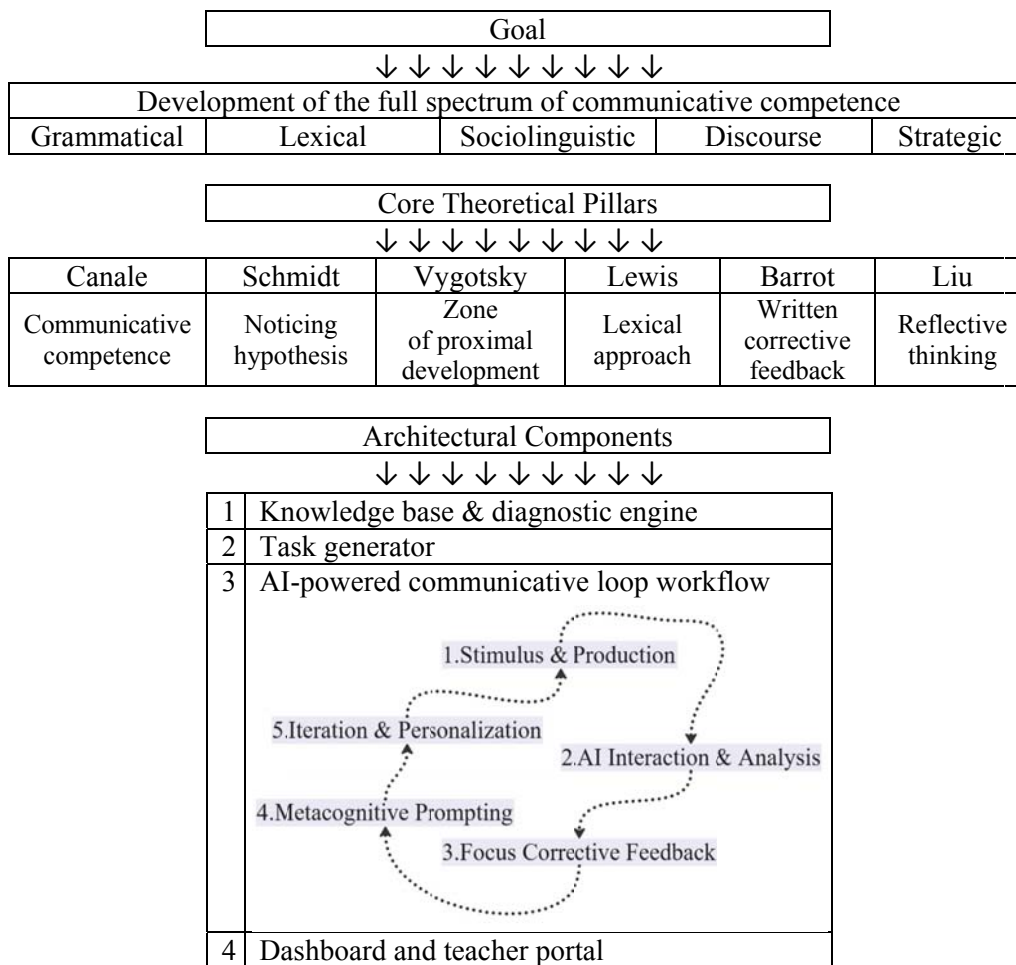 Goal
↓ ↓ ↓ ↓ ↓ ↓ ↓ ↓ ↓
Development of the full spectrum of communicative competence
Grammatical Lexical Sociolinguistic Discourse Strategic
Core Theoretical Pillars
↓ ↓ ↓ ↓ ↓ ↓ ↓ ↓ ↓
Canale Schmidt Vygotsky Lewis Barrot Liu
Communicative
competence
Noticing
hypothesis
Zone
of proximal
development
Lexical
approach
Written
corrective
feedback
Reflective
thinking
Architectural Components
↓ ↓ ↓ ↓ ↓ ↓ ↓ ↓ ↓
1 Knowledge base & diagnostic engine
2 Task generator
3 AI-powered communicative loop workflow
1.Stimulus & Production
2.AI Interaction & Analysis
3.Focus Corrective Feedback
4.Metacognitive Prompting
5.Iteration & Personalization
4 Dashboard and teacher portal